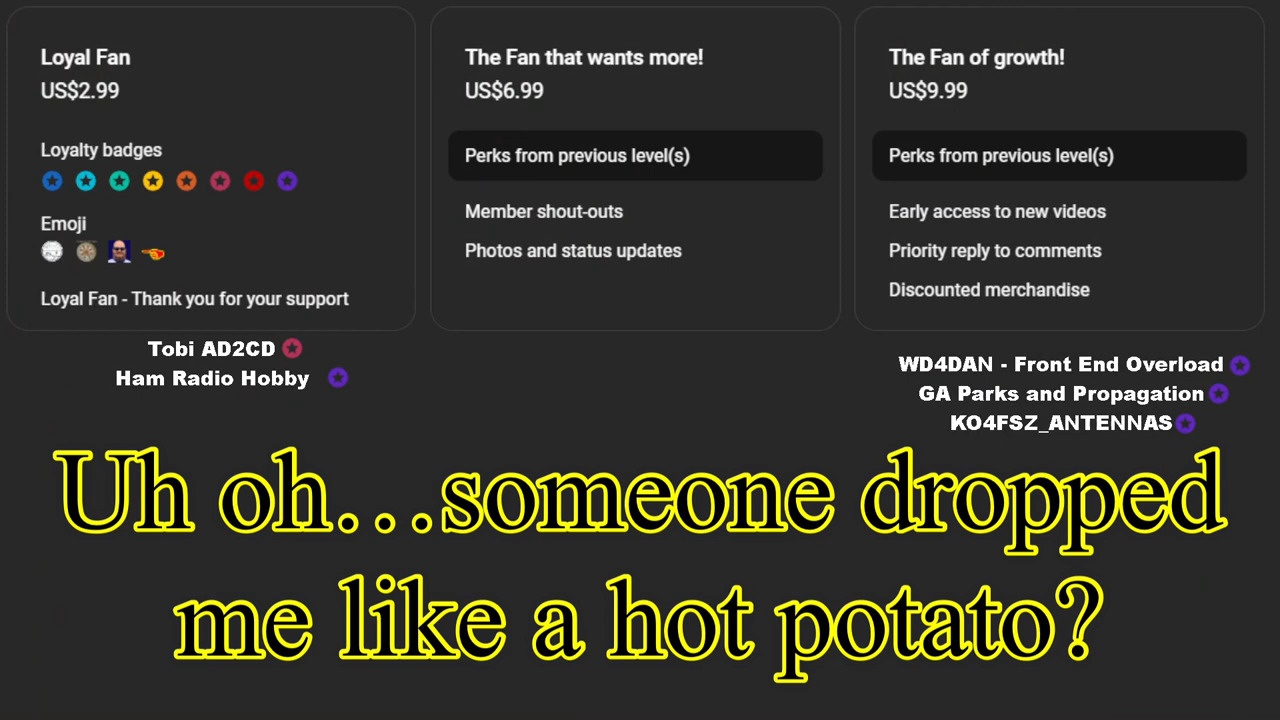 Loyal Fan
US$2.99
Loyalty badges
Emoji
Loyal Fan - Thank you for your support
The Fan that wants more!
US$6.99
Perks from previous level(s)
Member shout-outs
Photos and status updates
The Fan of growth!
US$9.99
Perks from previous level(s)
Early access to new videos
Priority reply to comments
Discounted merchandise
Tobi AD2CD
Ham Radio Hobby
WD4DAN - Front End Overload
GA Parks and Propagation
KO4FSZ_ANTENNAS
Uh oh...someone dropped
me like a hot potato?